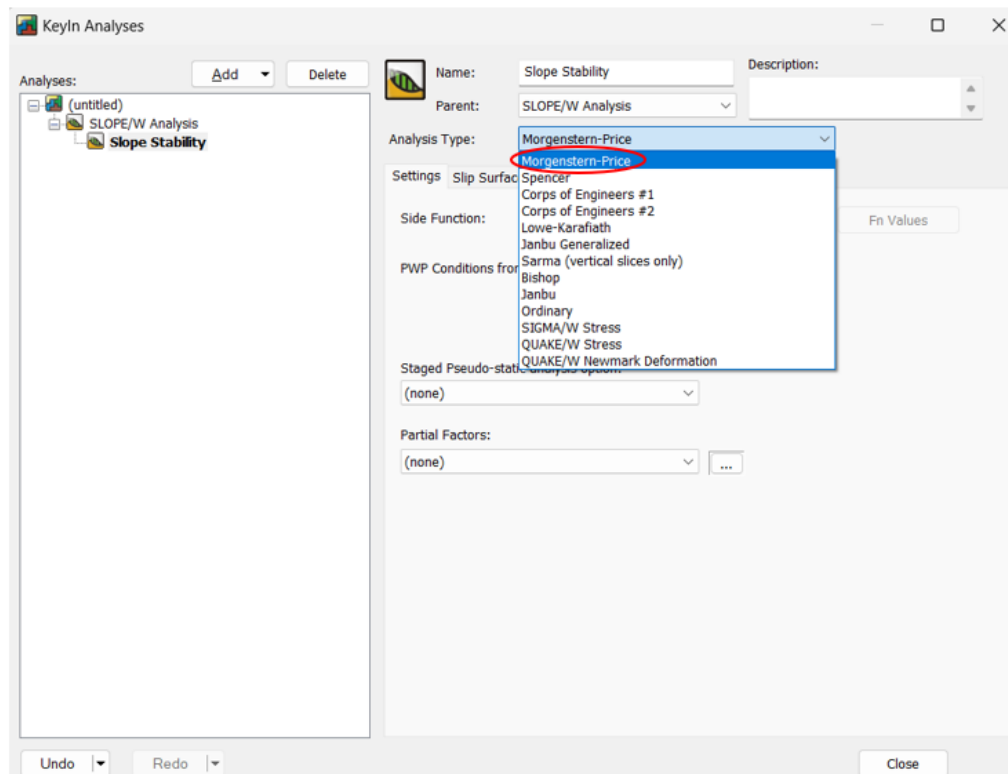 KeyIn Analyses
Analyses:
Add
Delete
(untitled)
SLOPE/W Analysis
Slope Stability
Name:
Slope Stability
Description:
Parent:
SLOPE/W Analysis
Analysis Type:
Morgenstern-Price
Morgenstern-Price
Spencer
Corps of Engineers #1
Corps of Engineers #2
Lowe-Karafiath
Janbu Generalized
Sarma (vertical slices only)
Bishop
Janbu
Ordinary
SIGMA/W Stress
QUAKE/W Stress
QUAKE/W Newmark Deformation
Settings
Slip Surfac
Side Function:
Fn Values
PWP Conditions fro
Staged Pseudo-static analysis option:
(none)
Partial Factors:
(none)
...
Undo
Redo
Close